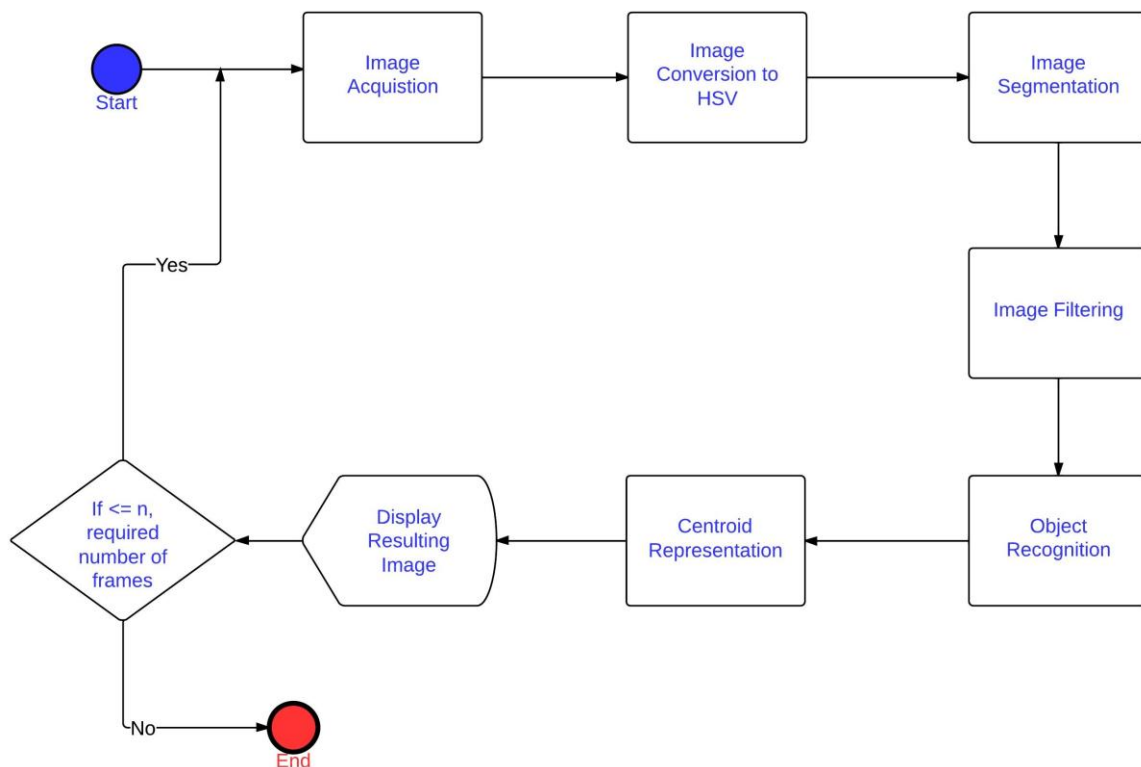 Start
Image
Acquistion
Image
Conversion to
HSV
Image
Segmentation
Image Filtering
Object
Recognition
Centroid
Representation
Display
Resulting
Image
If <= n,
required
number of
frames
Yes
No
End